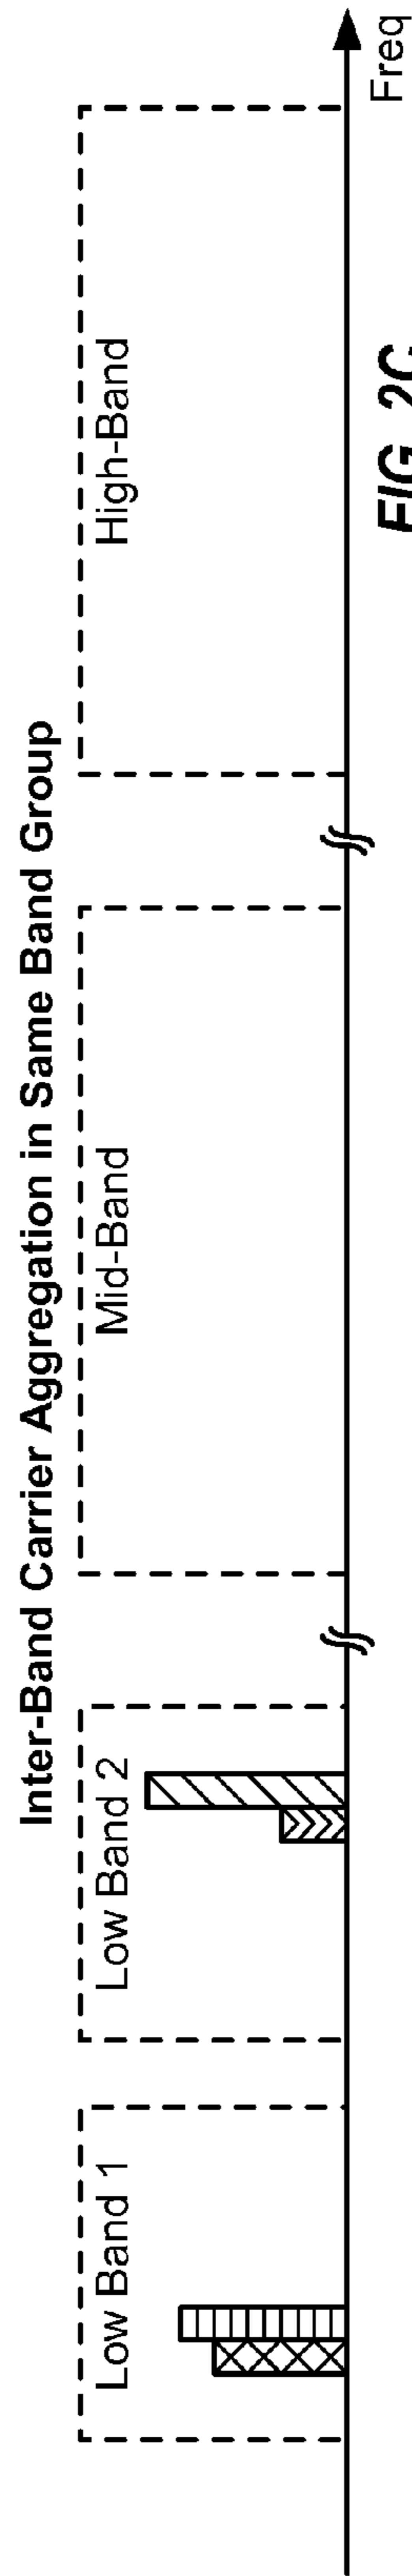 Inter-Band Carrier Aggregation in Same Band Group
Low Band 1
Low Band 2
Mid-Band
High-Band
Freq
FIG. 2C